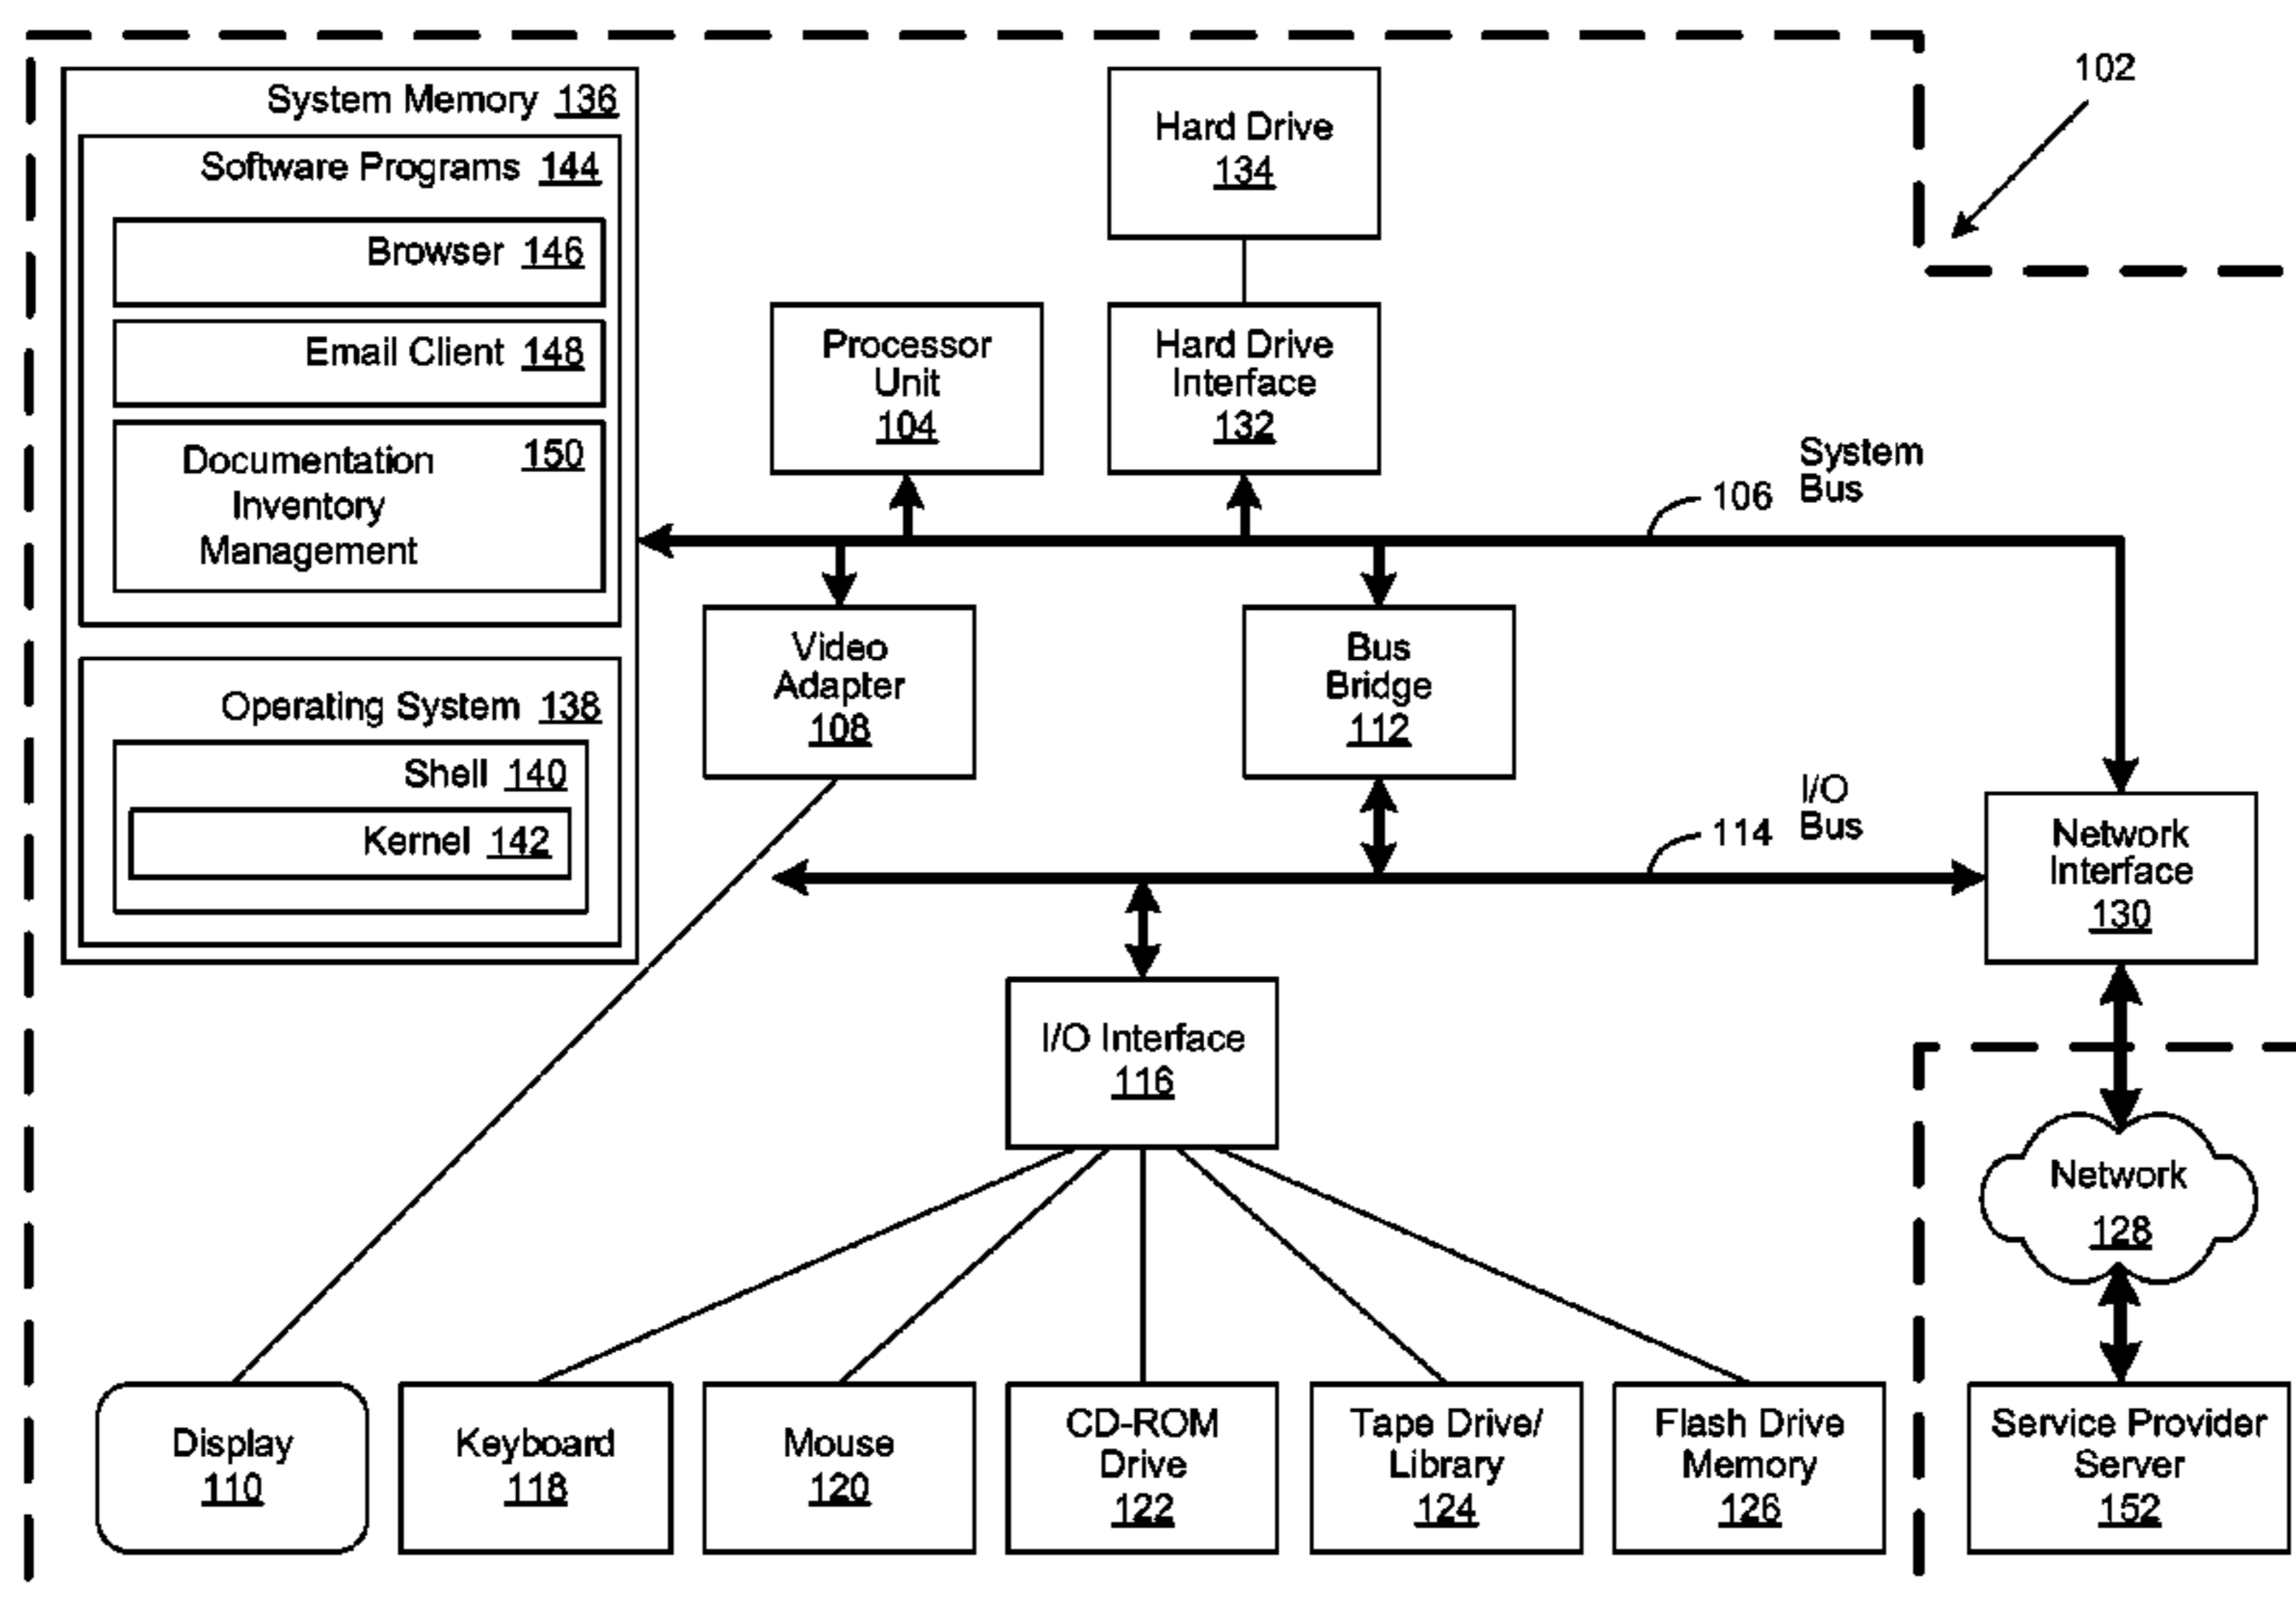 102
System Memory 136
Software Programs 144
Browser 146
Email Client 148
Documentation 150
Inventory
Management
Operating System 138
Shell 140
Kernel 142
Hard Drive
134
Processor
Unit
104
Hard Drive
Interface
132
System
106 Bus
Video
Adapter
108
Bus
Bridge
112
I/O
114 Bus
Network
Interface
130
I/O Interface
116
Network
128
Display
110
Keyboard
118
Mouse
120
CD-ROM
Drive
122
Tape Drive/
Library
124
Flash Drive
Memory
126
Service Provider
Server
152